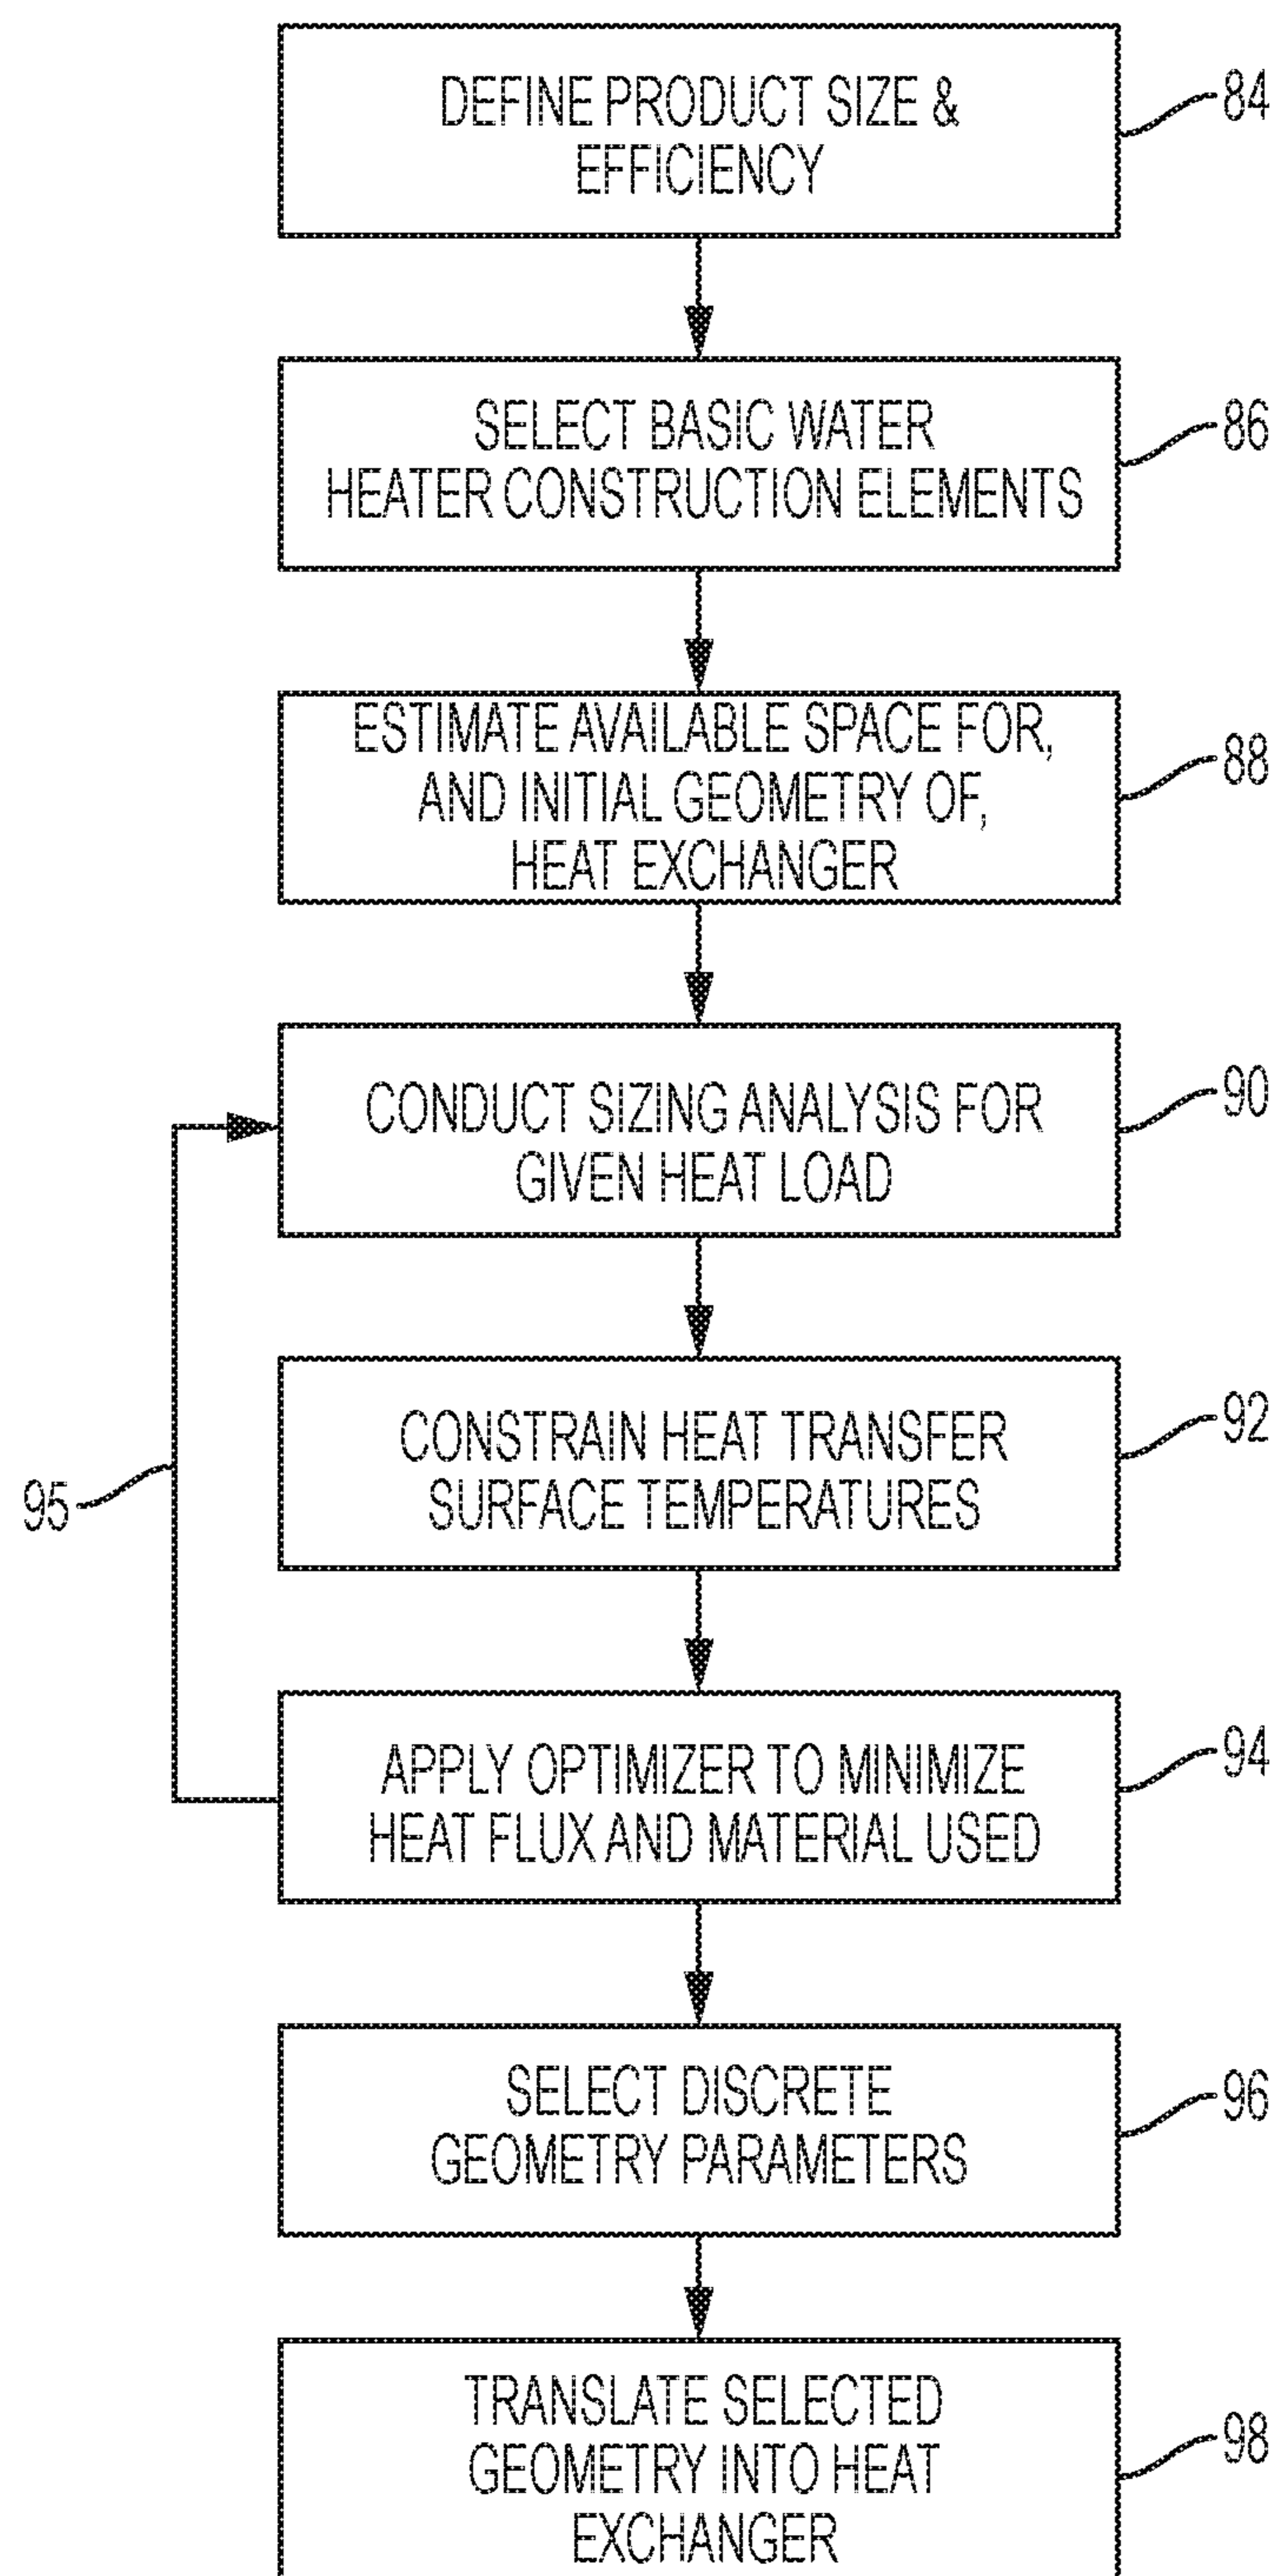 DEFINE PRODUCT SIZE &
EFFICIENCY
84
SELECT BASIC WATER
HEATER CONSTRUCTION ELEMENTS
86
ESTIMATE AVAILABLE SPACE FOR,
AND INITIAL GEOMETRY OF,
HEAT EXCHANGER
88
CONDUCT SIZING ANALYSIS FOR
GIVEN HEAT LOAD
90
CONSTRAIN HEAT TRANSFER
SURFACE TEMPERATURES
92
95
APPLY OPTIMIZER TO MINIMIZE
HEAT FLUX AND MATERIAL USED
94
SELECT DISCRETE
GEOMETRY PARAMETERS
96
TRANSLATE SELECTED
GEOMETRY INTO HEAT
EXCHANGER
98